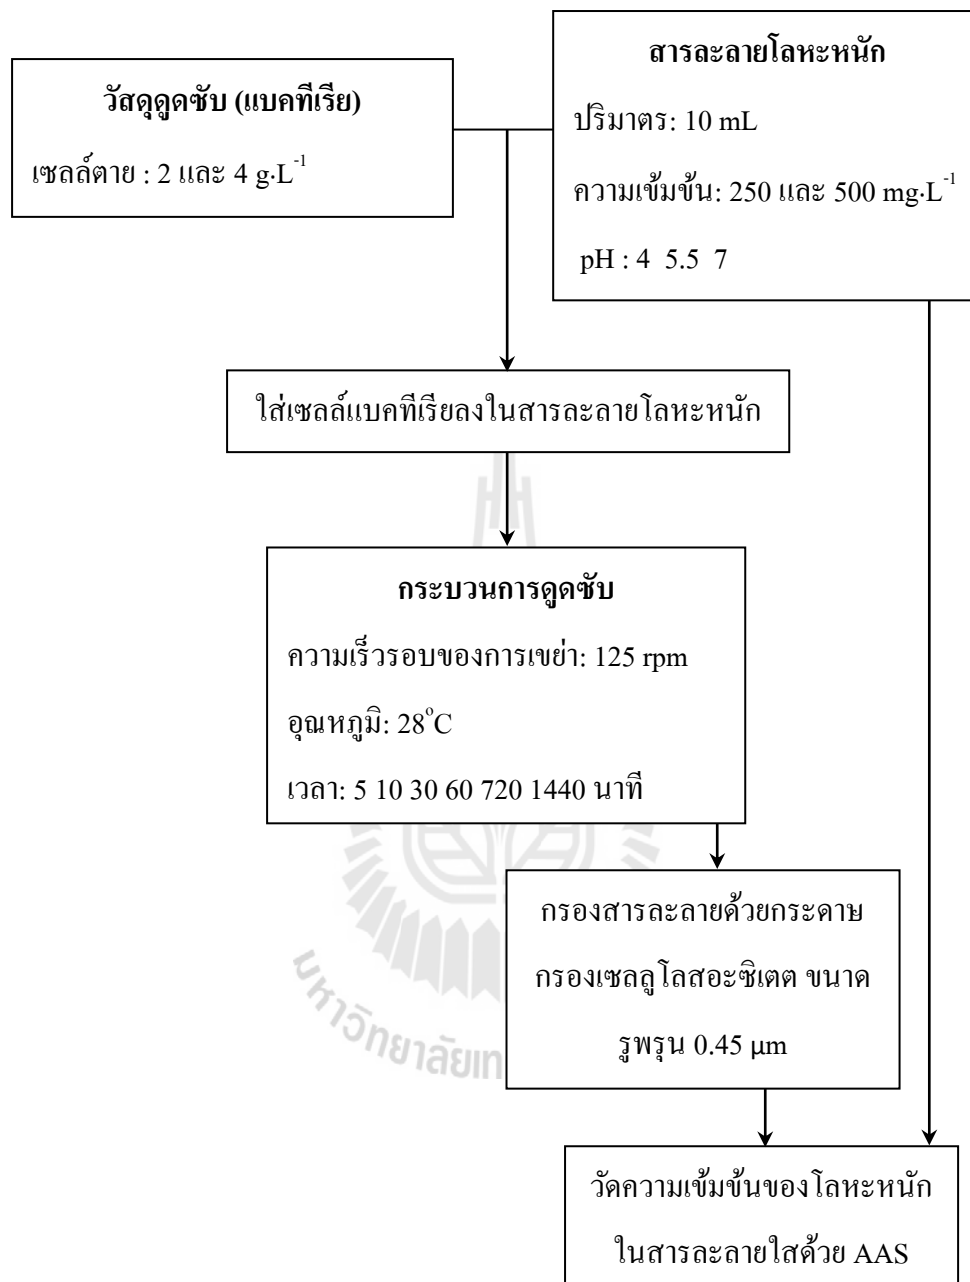 วัสดุดูดซับ (แบคทีเรีย)
เซลล์ตาย : 2 และ 4 g·L⁻¹
สารละลายโลหะหนัก
ปริมาตร: 10 mL
ความเข้มข้น: 250 และ 500 mg·L⁻¹
pH : 4 5.5 7
ใส่เซลล์แบคทีเรียลงในสารละลายโลหะหนัก
กระบวนการดูดซับ
ความเร็วรอบของการเขย่า: 125 rpm
อุณหภูมิ: 28°C
เวลา: 5 10 30 60 720 1440 นาที
กรองสารละลายด้วยกระดาษ
กรองเซลลูโลสอะซิเตต ขนาด
รูพรุน 0.45 µm
วัดความเข้มข้นของโลหะหนัก
ในสารละลายใสด้วย AAS